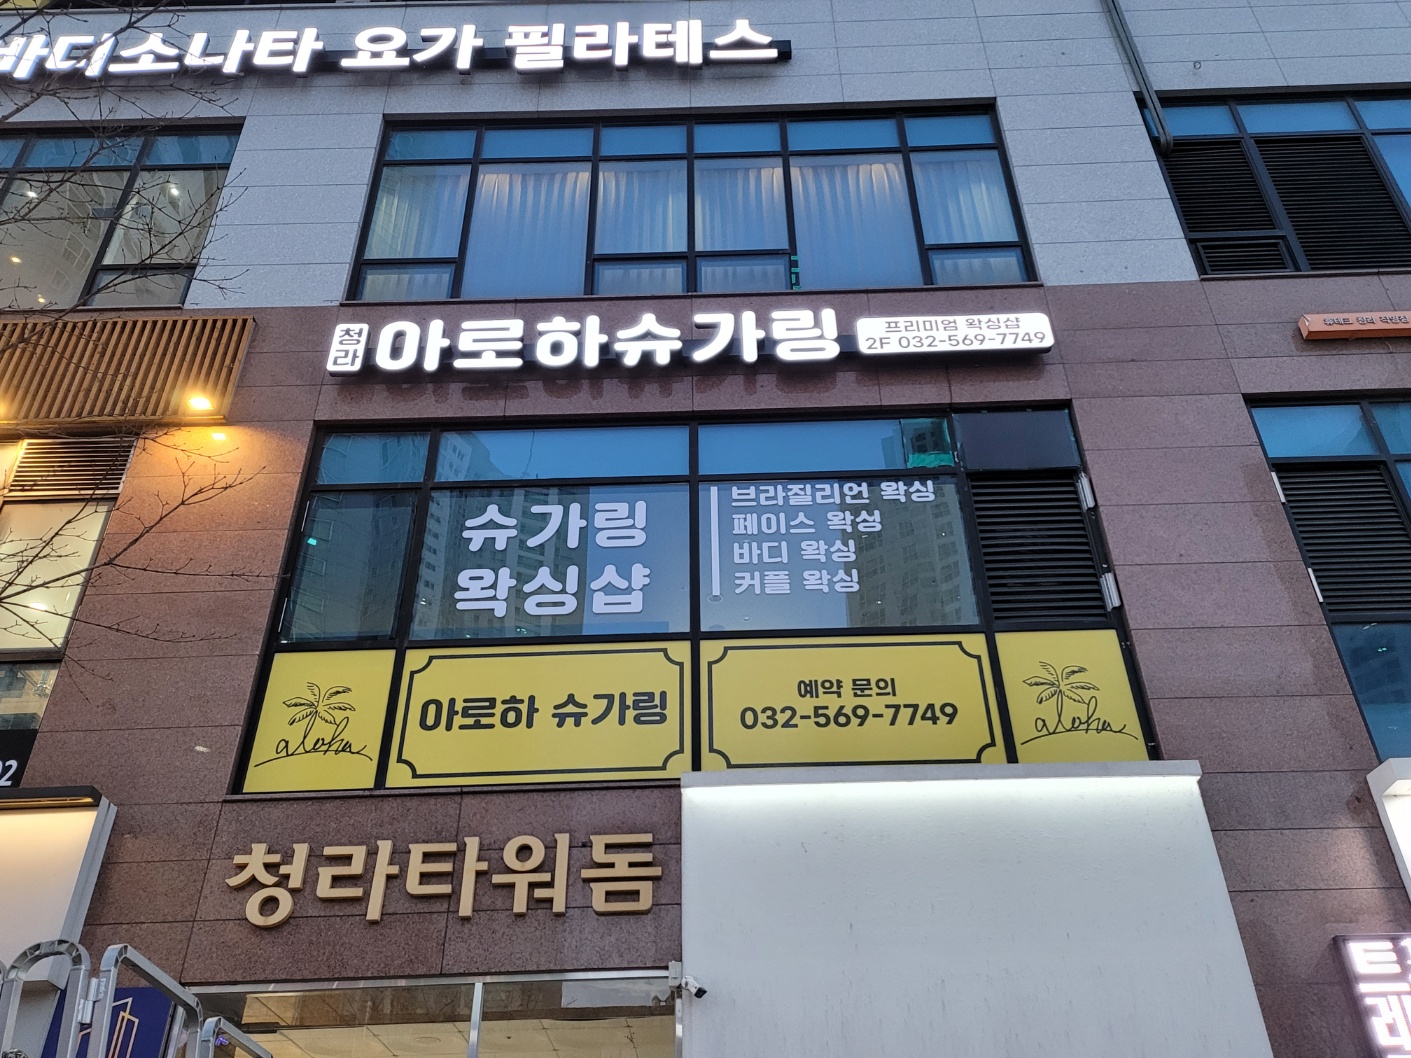 바디소나타 요가 필라테스
청라
아로하슈가링
프리미엄 왁싱샵
2F 032-569-7749
슈가링
왁싱샵
브라질리언 왁싱
페이스 왁싱
바디 왁싱
커플 왁싱
aloha
아로하 슈가링
예약 문의
032-569-7749
aloha
청라타워돔